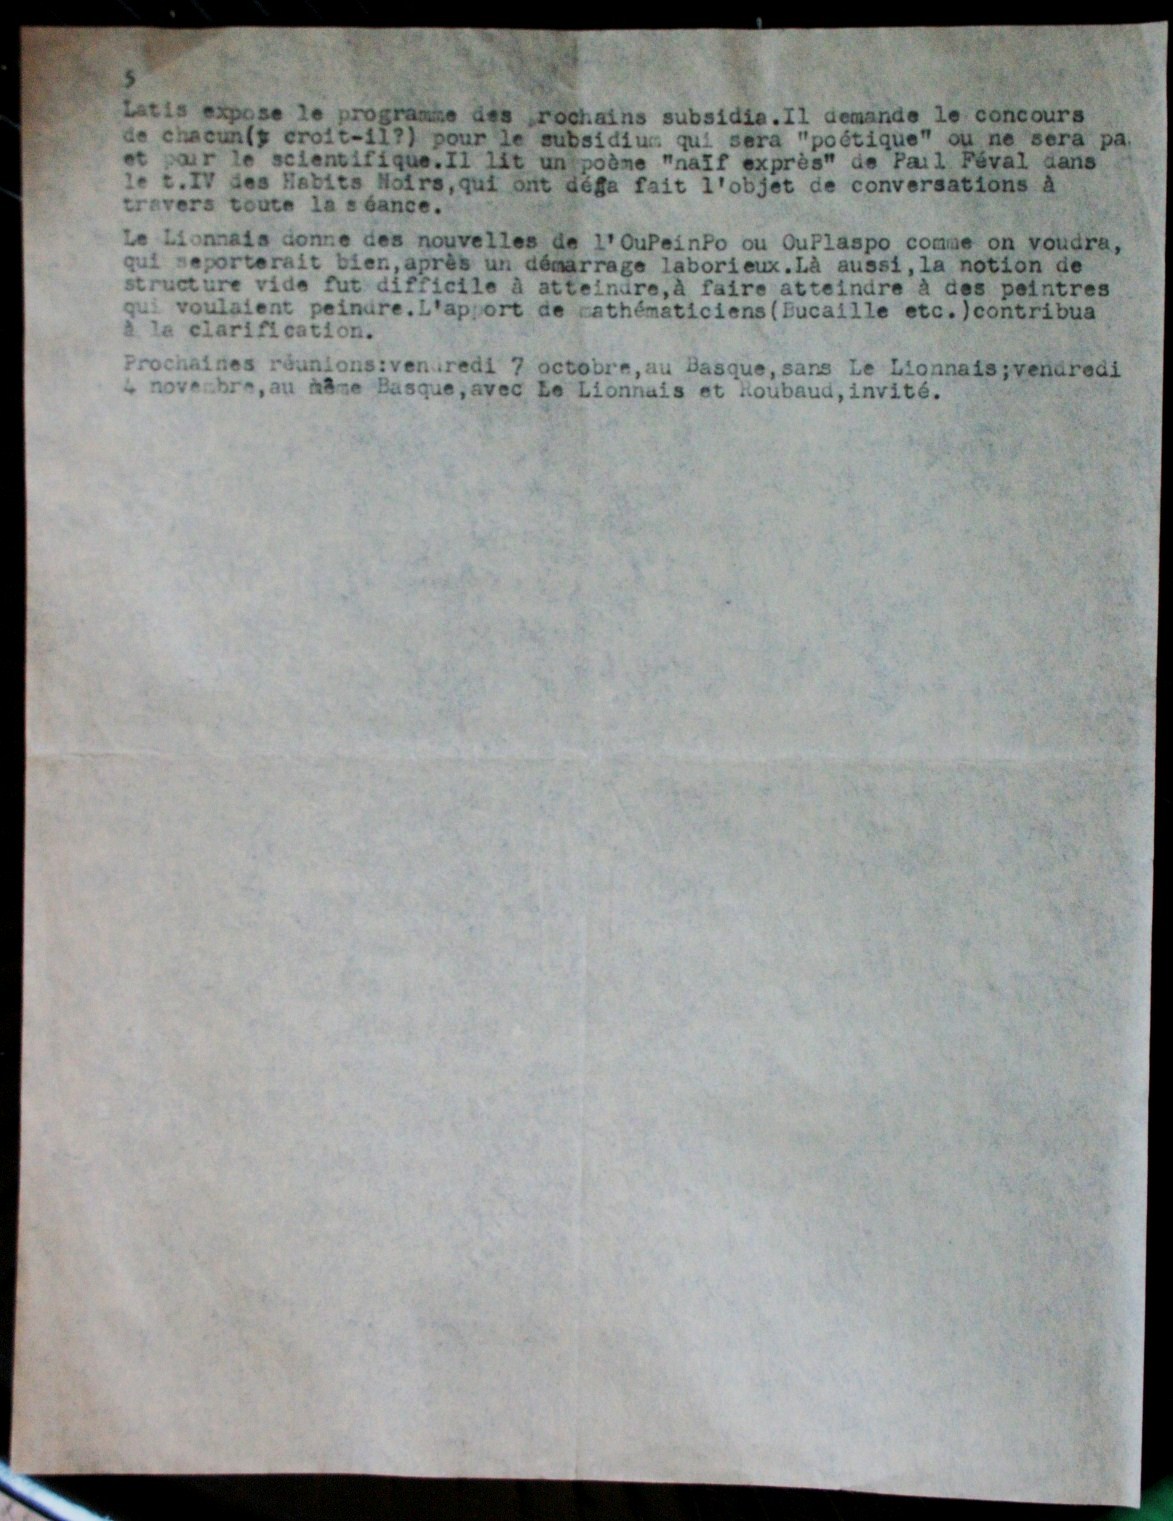 5
Latis expose le programme des prochains subsidia.Il demande le concours
de chacun(y croit-il?) pour le subsidium qui sera "poétique" ou ne sera pa
et pour le scientifique.Il lit un poème "naïf exprès" de Paul Féval dans
le t.IV des Habits Noirs,qui ont déga fait l'objet de conversations à
travers toute la séance.
Le Lionnais donne des nouvelles de l'OuPeinPo ou OuPlaspo comme on voudra,
qui seporterait bien,après un démarrage laborieux.Là aussi,la notion de
structure vide fut difficile à atteindre,à faire atteindre à des peintres
qui voulaient peindre.L'apport de mathématiciens(Bucaille etc.)contribua
à la clarification.
Prochaines réunions:vendredi 7 octobre,au Basque,sans Le Lionnais;vendredi
4 novembre,au même Basque,avec Le Lionnais et Roubaud,invité.